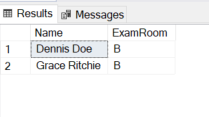 Results Messages
Name ExamRoom
1 Dennis Doe B
2 Grace Ritchie B